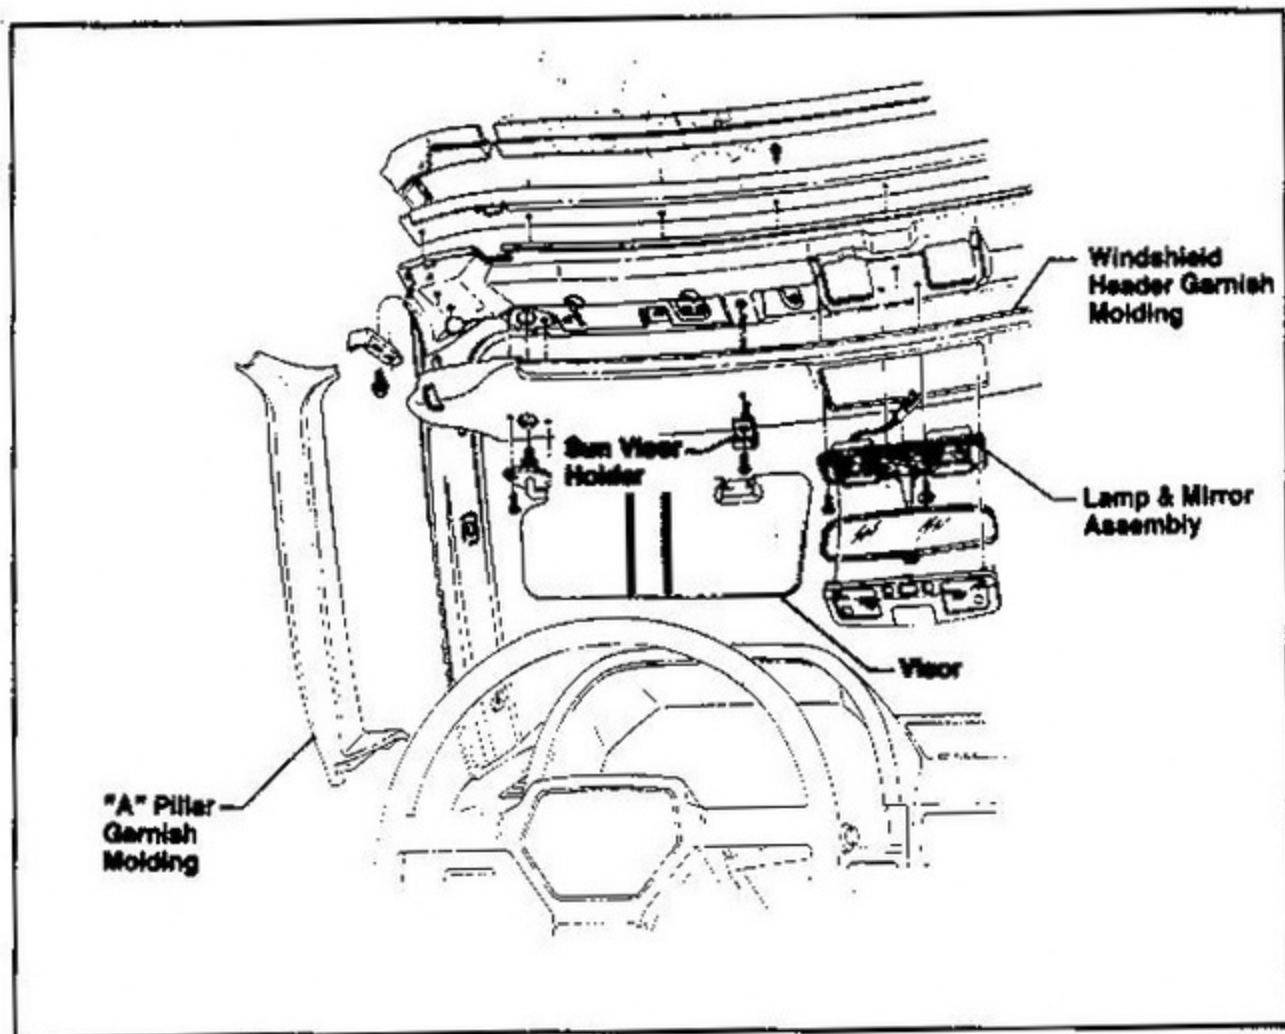 Windshield
Header Garnish
Molding
Sun Visor
Holder
Lamp & Mirror
Assembly
Visor
"A" Pillar
Garnish
Molding